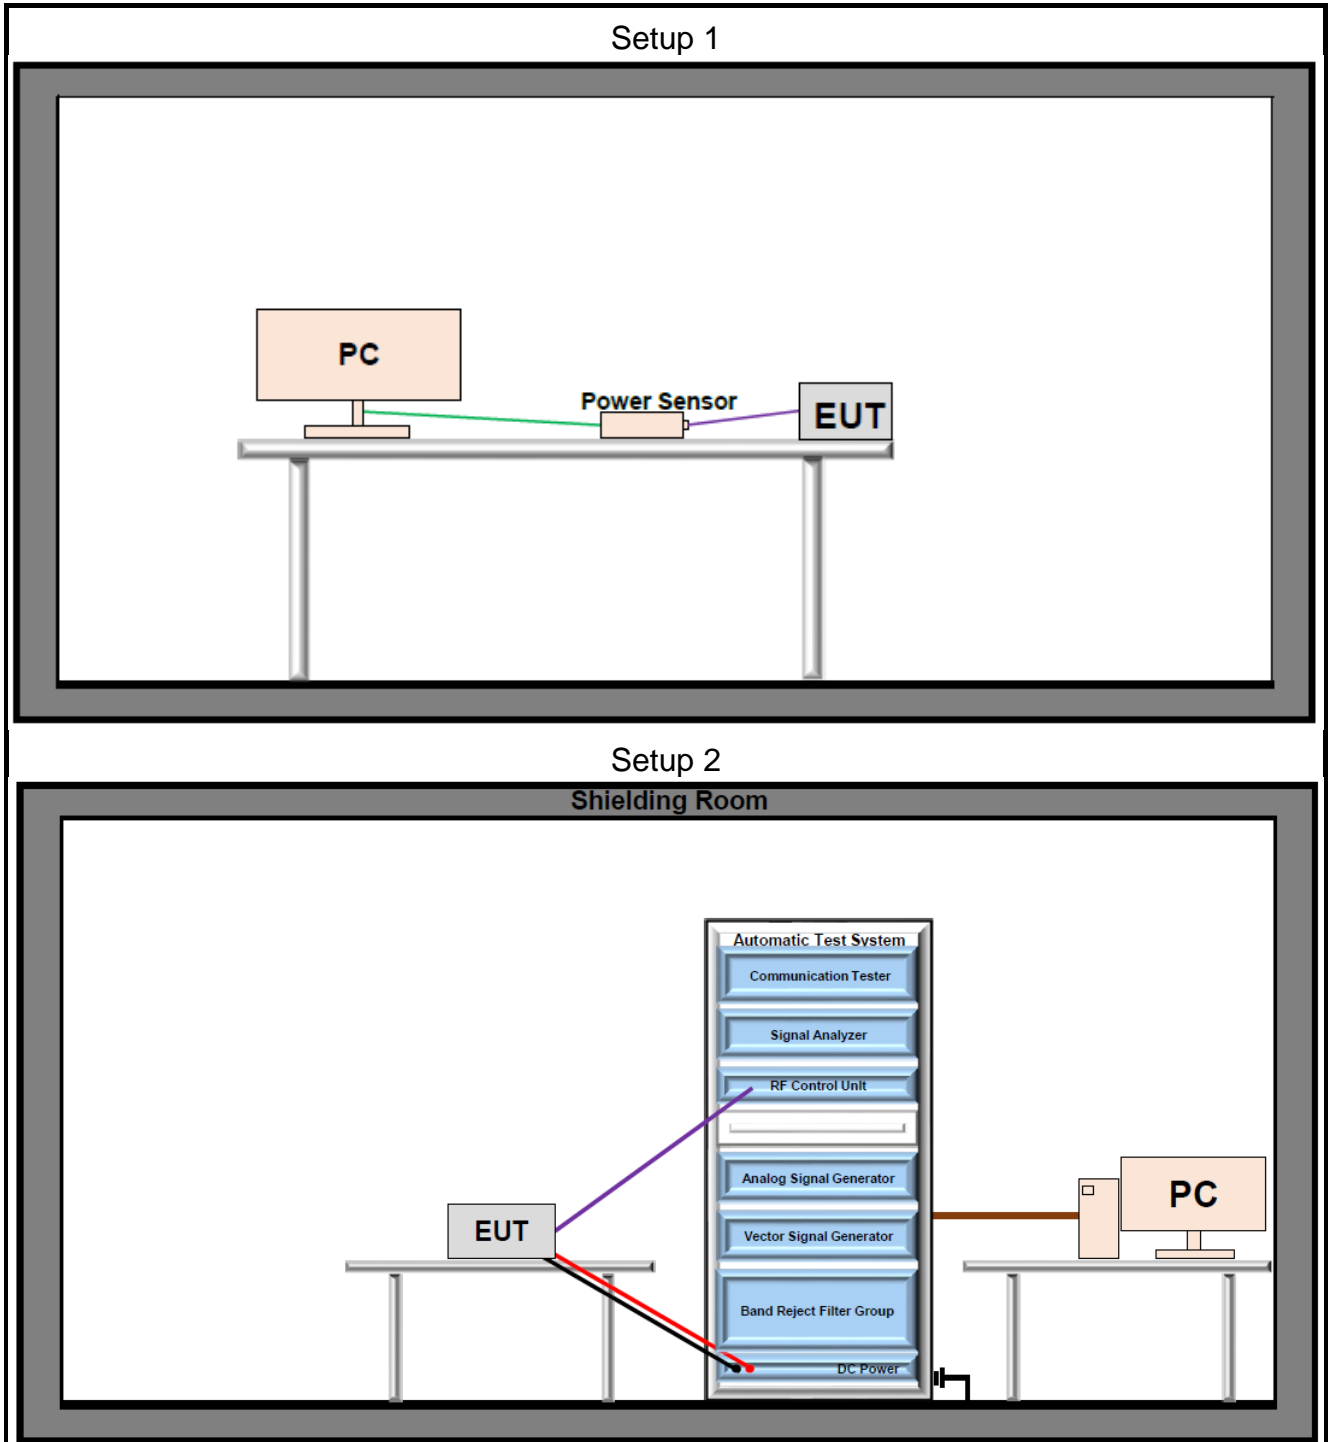 Setup 1
PC
Power Sensor
EUT
Setup 2
Shielding Room
Automatic Test System
Communication Tester
Signal Analyzer
RF Control Unit
Analog Signal Generator
Vector Signal Generator
Band Reject Filter Group
DC Power
EUT
PC